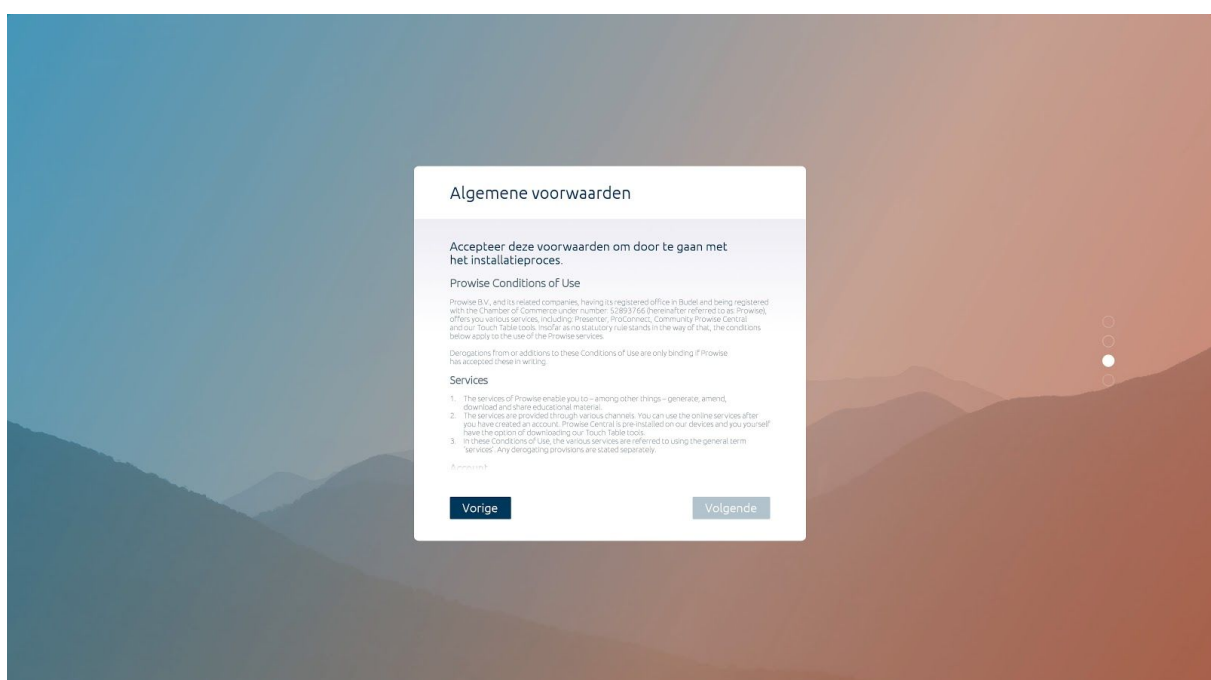 Algemene voorwaarden
Accepteer deze voorwaarden om door te gaan met
het installatieproces.
Prowise Conditions of Use
Prowise B.V., and its related companies, having its registered office in Budel and being registered
with the Chamber of Commerce under number: 52893766 (hereinafter referred to as: Prowise),
offers you various services, including: Presenter, ProConnect, Community Prowise Central
and our Touch Table tools. Insofar as no statutory rule stands in the way of that, the conditions
below apply to the use of the Prowise services.
Derogations from or additions to these Conditions of Use are only binding if Prowise
has accepted these in writing.
Services
1. The services of Prowise enable you to – among other things – generate, amend,
download and share educational material.
2. The services are provided through various channels. You can use the online services after
you have created an account. Prowise Central is pre-installed on our devices and you yourself
have the option of downloading our Touch Table tools.
3. In these Conditions of Use, the various services are referred to using the general term
'services'. Any derogating provisions are stated separately.
Account
Vorige
Volgende